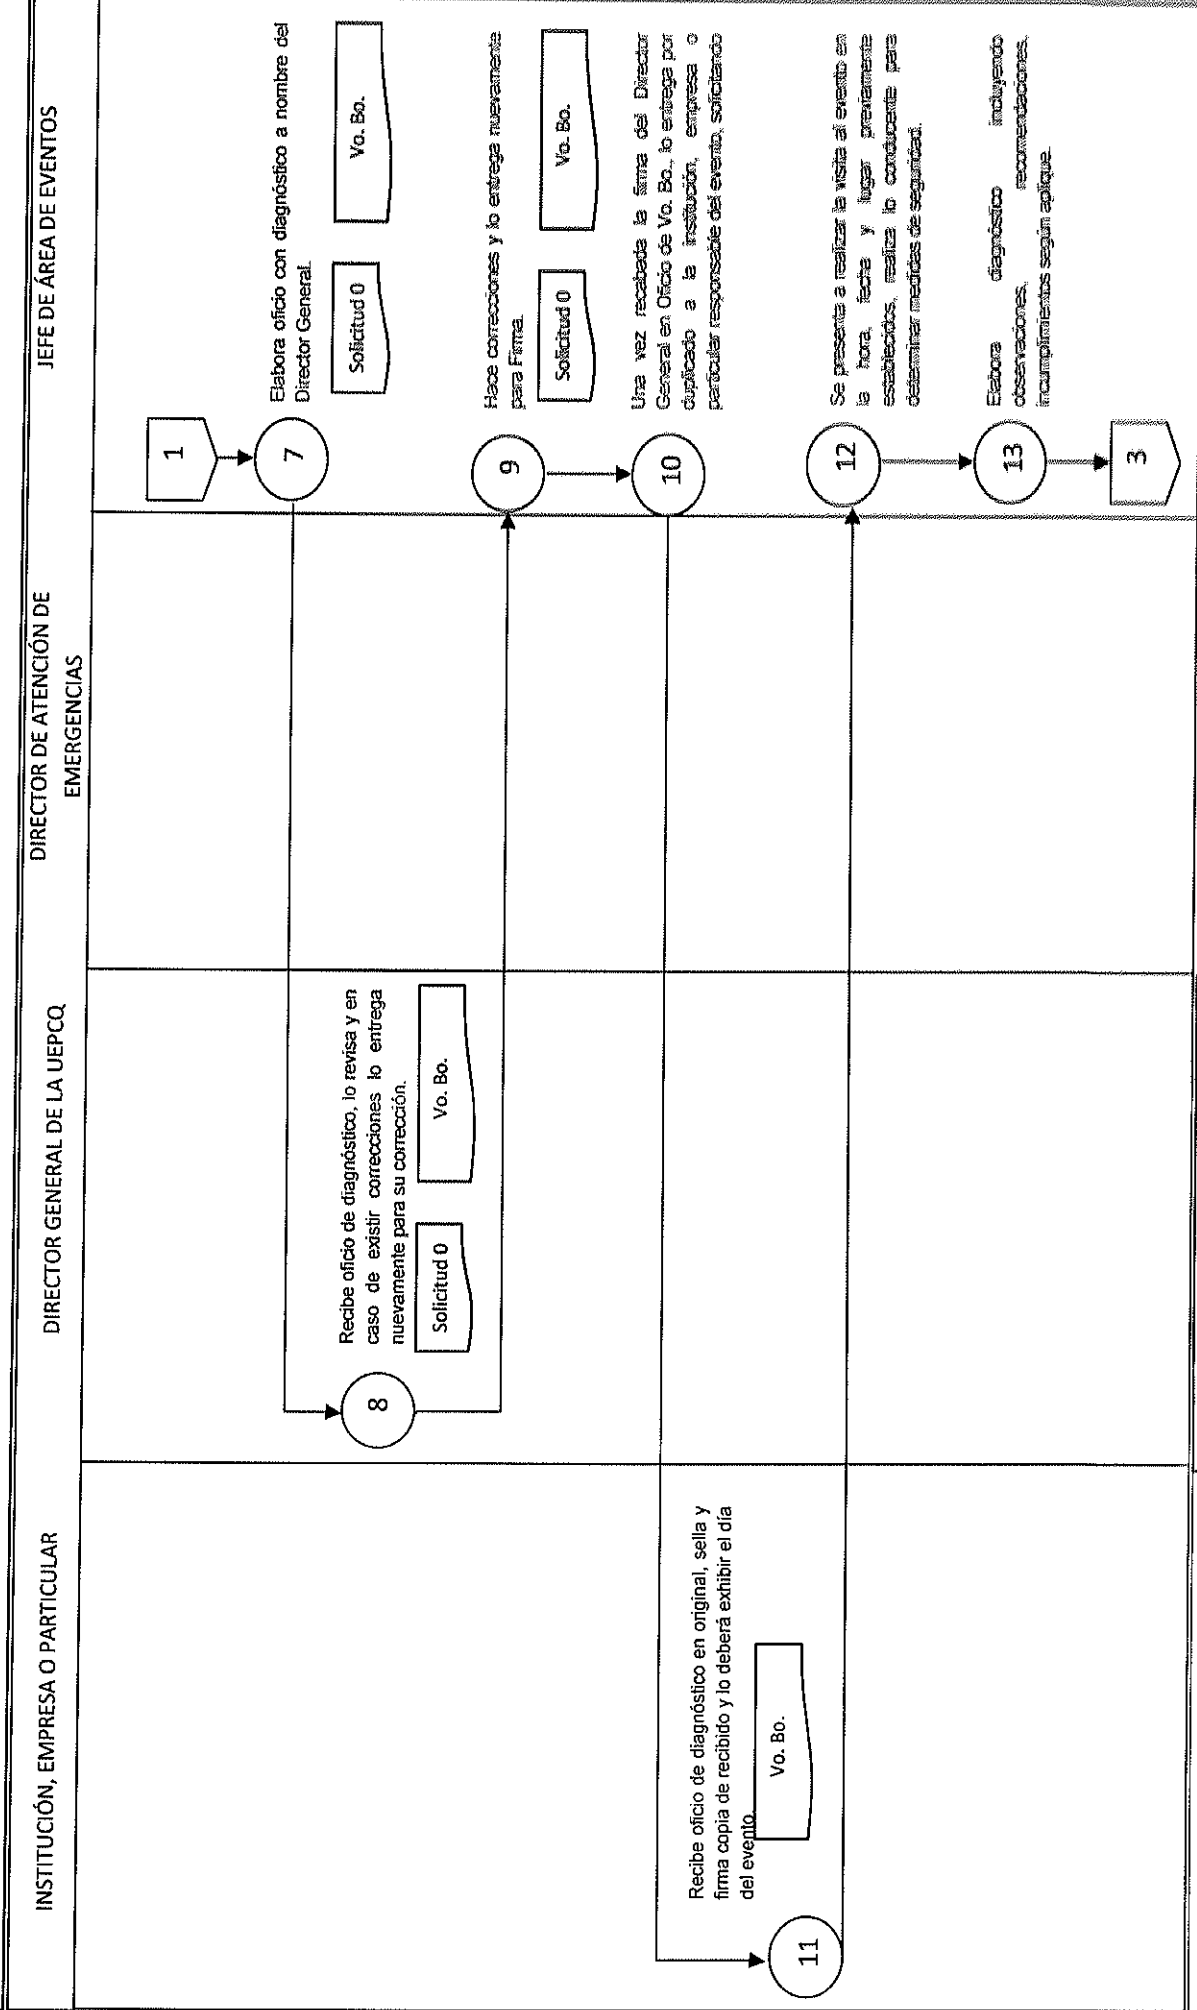 INSTITUCIÓN, EMPRESA O PARTICULAR
DIRECTOR GENERAL DE LA UEPCQ
DIRECTOR DE ATENCIÓN DE
EMERGENCIAS
JEFE DE ÁREA DE EVENTOS
1
7
Elabora oficio con diagnóstico a nombre del
Director General.
Solicitud 0
Vo. Bo.
8
Recibe oficio de diagnóstico, lo revisa y en
caso de existir correcciones lo entrega
nuevamente para su corrección.
Solicitud 0
Vo. Bo.
9
Hace correcciones y lo entrega nuevamente
para Firma.
Solicitud 0
Vo. Bo.
10
Una vez recabada la firma del Director
General en Oficio de Vo. Bo., lo entrega por
duplicado a la institución, empresa o
particular responsable del evento, solicitando
11
Recibe oficio de diagnóstico en original, sella y
firma copia de recibido y lo deberá exhibir el día
del evento.
Vo. Bo.
12
Se presenta a realizar la visita al evento en
la hora, fecha y lugar previamente
establecidos, realiza lo conducente para
determinar medidas de seguridad.
13
Elabora diagnóstico incluyendo
observaciones, recomendaciones,
incumplimientos según aplique.
3